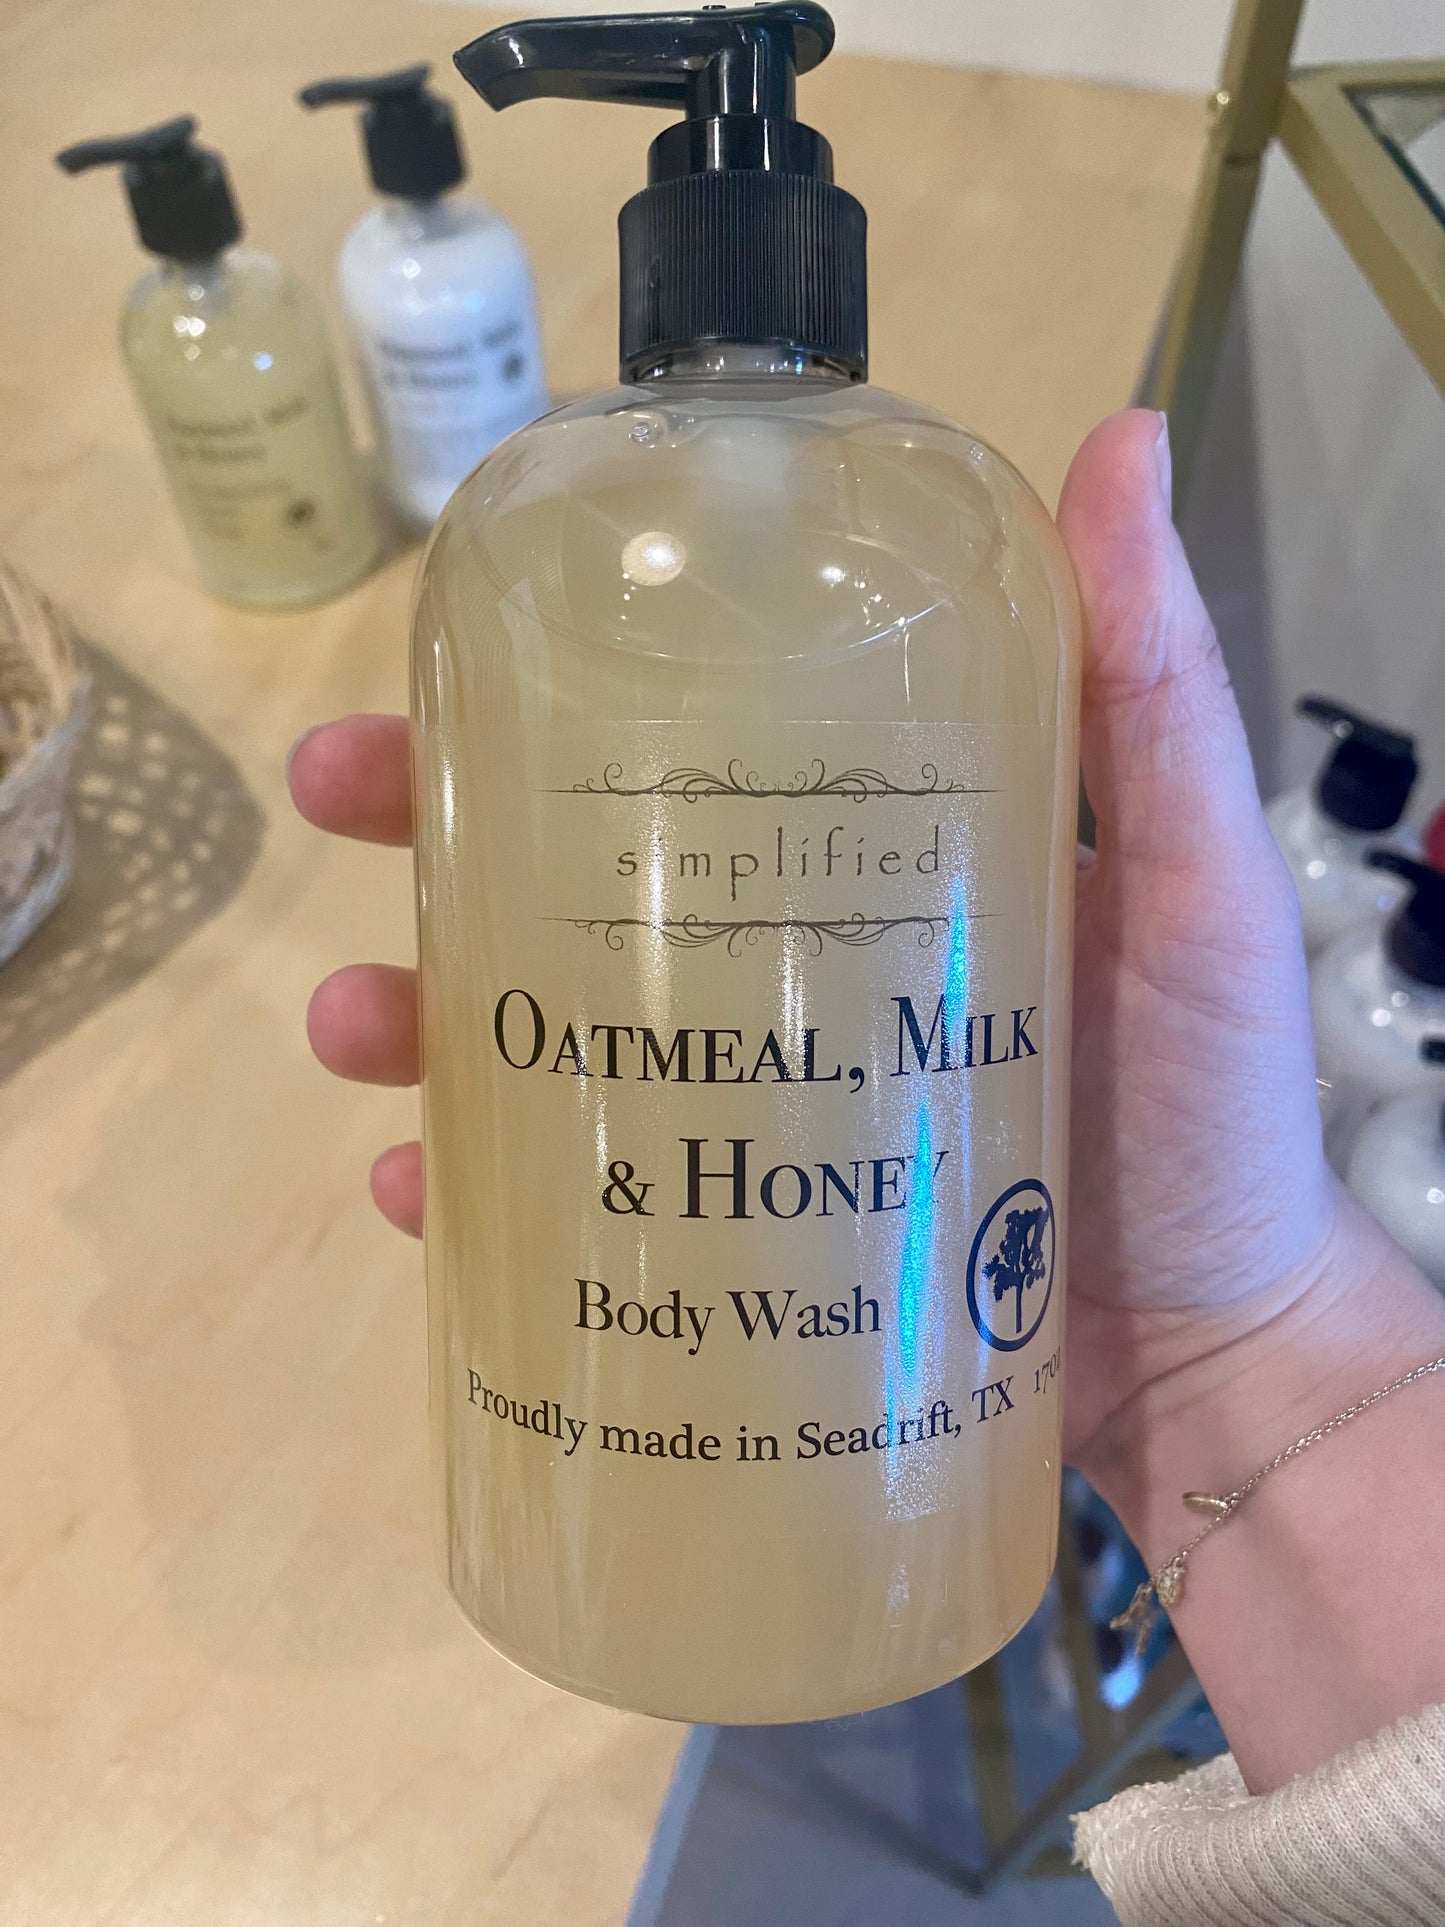 simplified
OATMEAL, MILK
& HONEY
Body Wash
Proudly made in Seadrift, TX